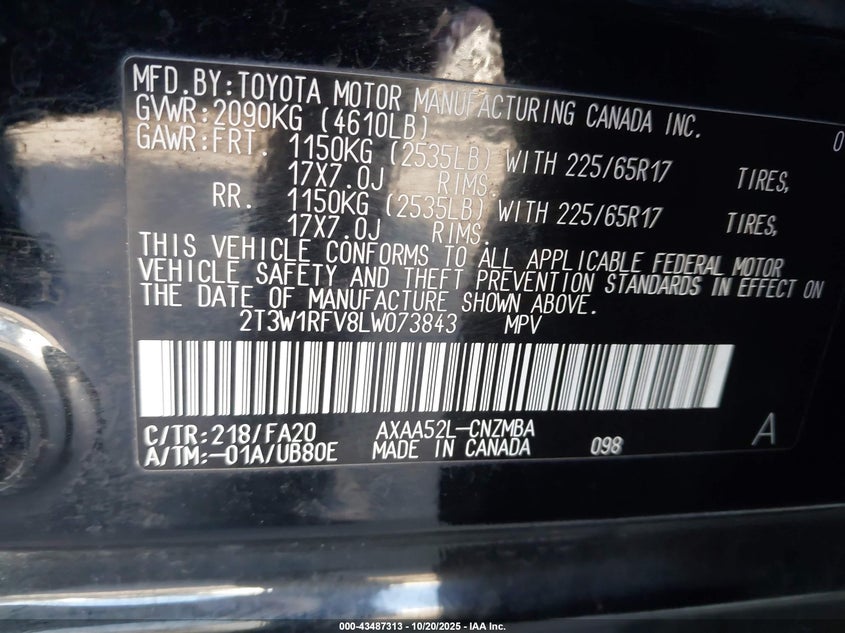 MFD.BY:TOYOTA MOTOR MANUFACTURING CANADA INC.
GVWR:2090KG (4610LB)
GAWR:FRT. 1150KG (2535LB) WITH 225/65R17 TIRES,
17X7.0J RIMS.
RR. 1150KG (2535LB) WITH 225/65R17 TIRES,
17X7.0J RIMS.
THIS VEHICLE CONFORMS TO ALL APPLICABLE FEDERAL MOTOR
VEHICLE SAFETY AND THEFT PREVENTION STANDARDS IN EFFECT ON
THE DATE OF MANUFACTURE SHOWN ABOVE.
2T3W1RFV8LW073843 MPV
C/TR:218/FA20 AXAA52L-CNZMBA
A/TM:-01A/UB80E MADE IN CANADA 098 A
000-43487313 - 10/20/2025 - IAA Inc.